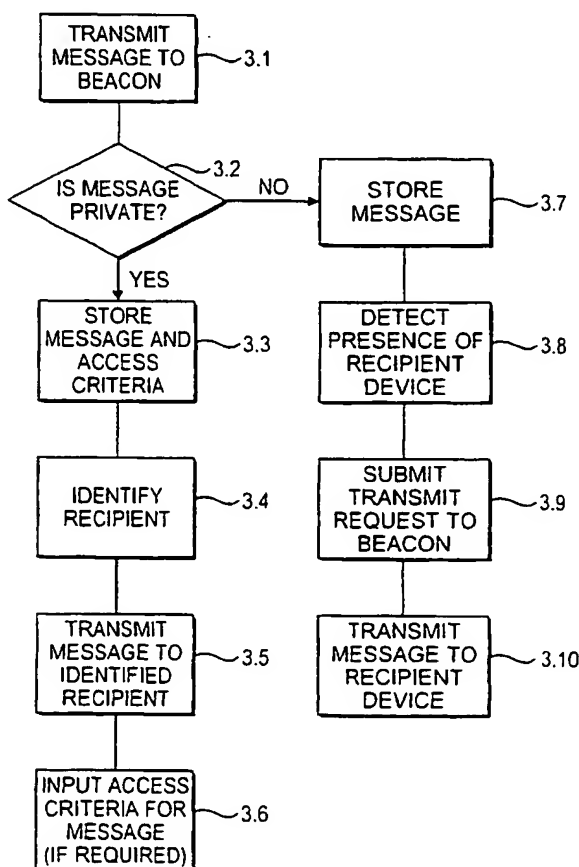 TRANSMIT
MESSAGE TO
BEACON
3.1
3.2
IS MESSAGE
PRIVATE?
NO
YES
STORE
MESSAGE AND
ACCESS
CRITERIA
3.3
IDENTIFY
RECIPIENT
3.4
TRANSMIT
MESSAGE TO
IDENTIFIED
RECIPIENT
3.5
INPUT ACCESS
CRITERIA FOR
MESSAGE
(IF REQUIRED)
3.6
STORE
MESSAGE
3.7
DETECT
PRESENCE OF
RECIPIENT
DEVICE
3.8
SUBMIT
TRANSMIT
REQUEST TO
BEACON
3.9
TRANSMIT
MESSAGE TO
RECIPIENT
DEVICE
3.10